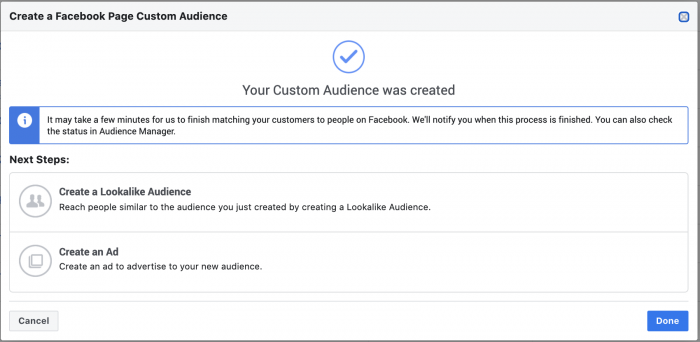 Create a Facebook Page Custom Audience
Your Custom Audience was created
It may take a few minutes for us to finish matching your customers to people on Facebook. We'll notify you when this process is finished. You can also check
the status in Audience Manager.
Next Steps:
Create a Lookalike Audience
Reach people similar to the audience you just created by creating a Lookalike Audience.
Create an Ad
Create an ad to advertise to your new audience.
Cancel
Done